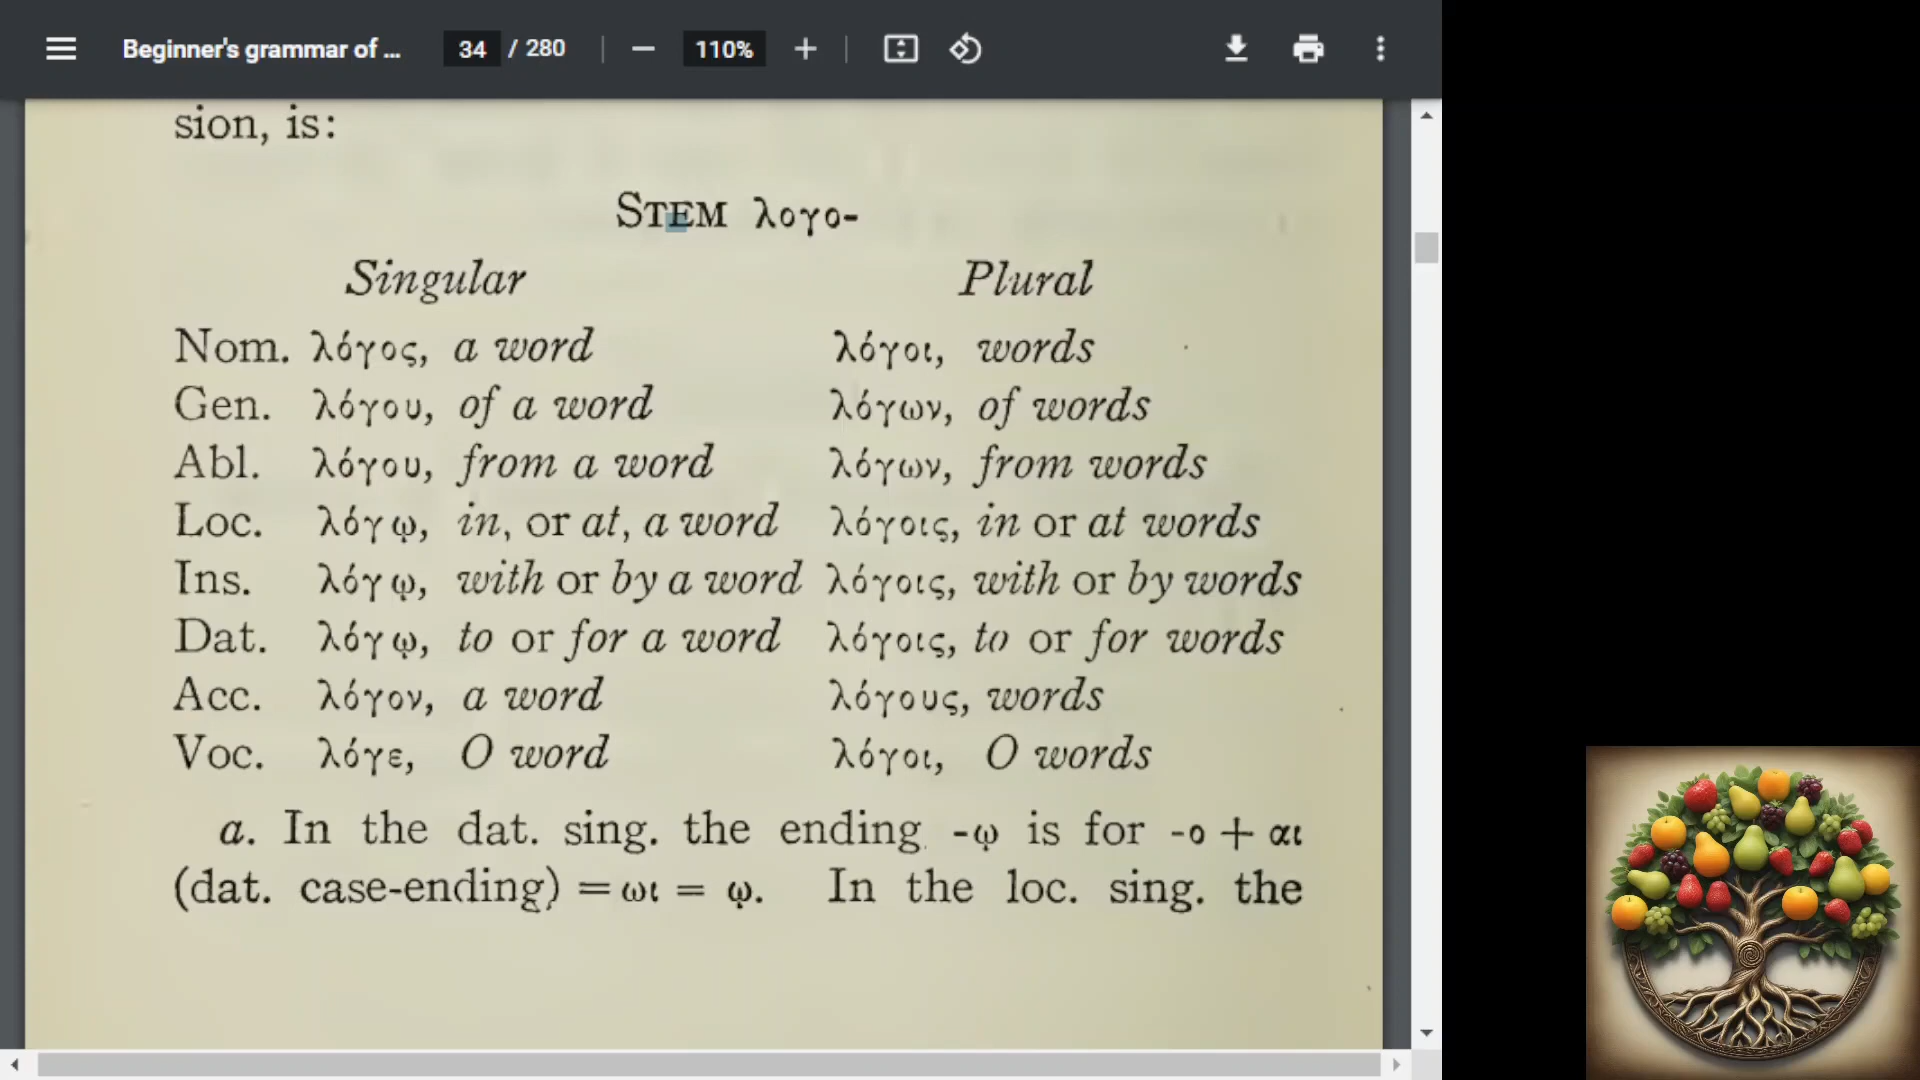 Beginner's grammar of ... 34 / 280 110%
sion, is:
STEM λογο-
Singular Plural
Nom. λόγος, a word λόγοι, words
Gen. λόγου, of a word λόγων, of words
Abl. λόγου, from a word λόγων, from words
Loc. λόγῳ, in, or at, a word λόγοις, in or at words
Ins. λόγῳ, with or by a word λόγοις, with or by words
Dat. λόγῳ, to or for a word λόγοις, to or for words
Acc. λόγον, a word λόγους, words
Voc. λόγε, O word λόγοι, O words
a. In the dat. sing. the ending -ῳ is for -ο + αι
(dat. case-ending) = ωι = ῳ. In the loc. sing. the